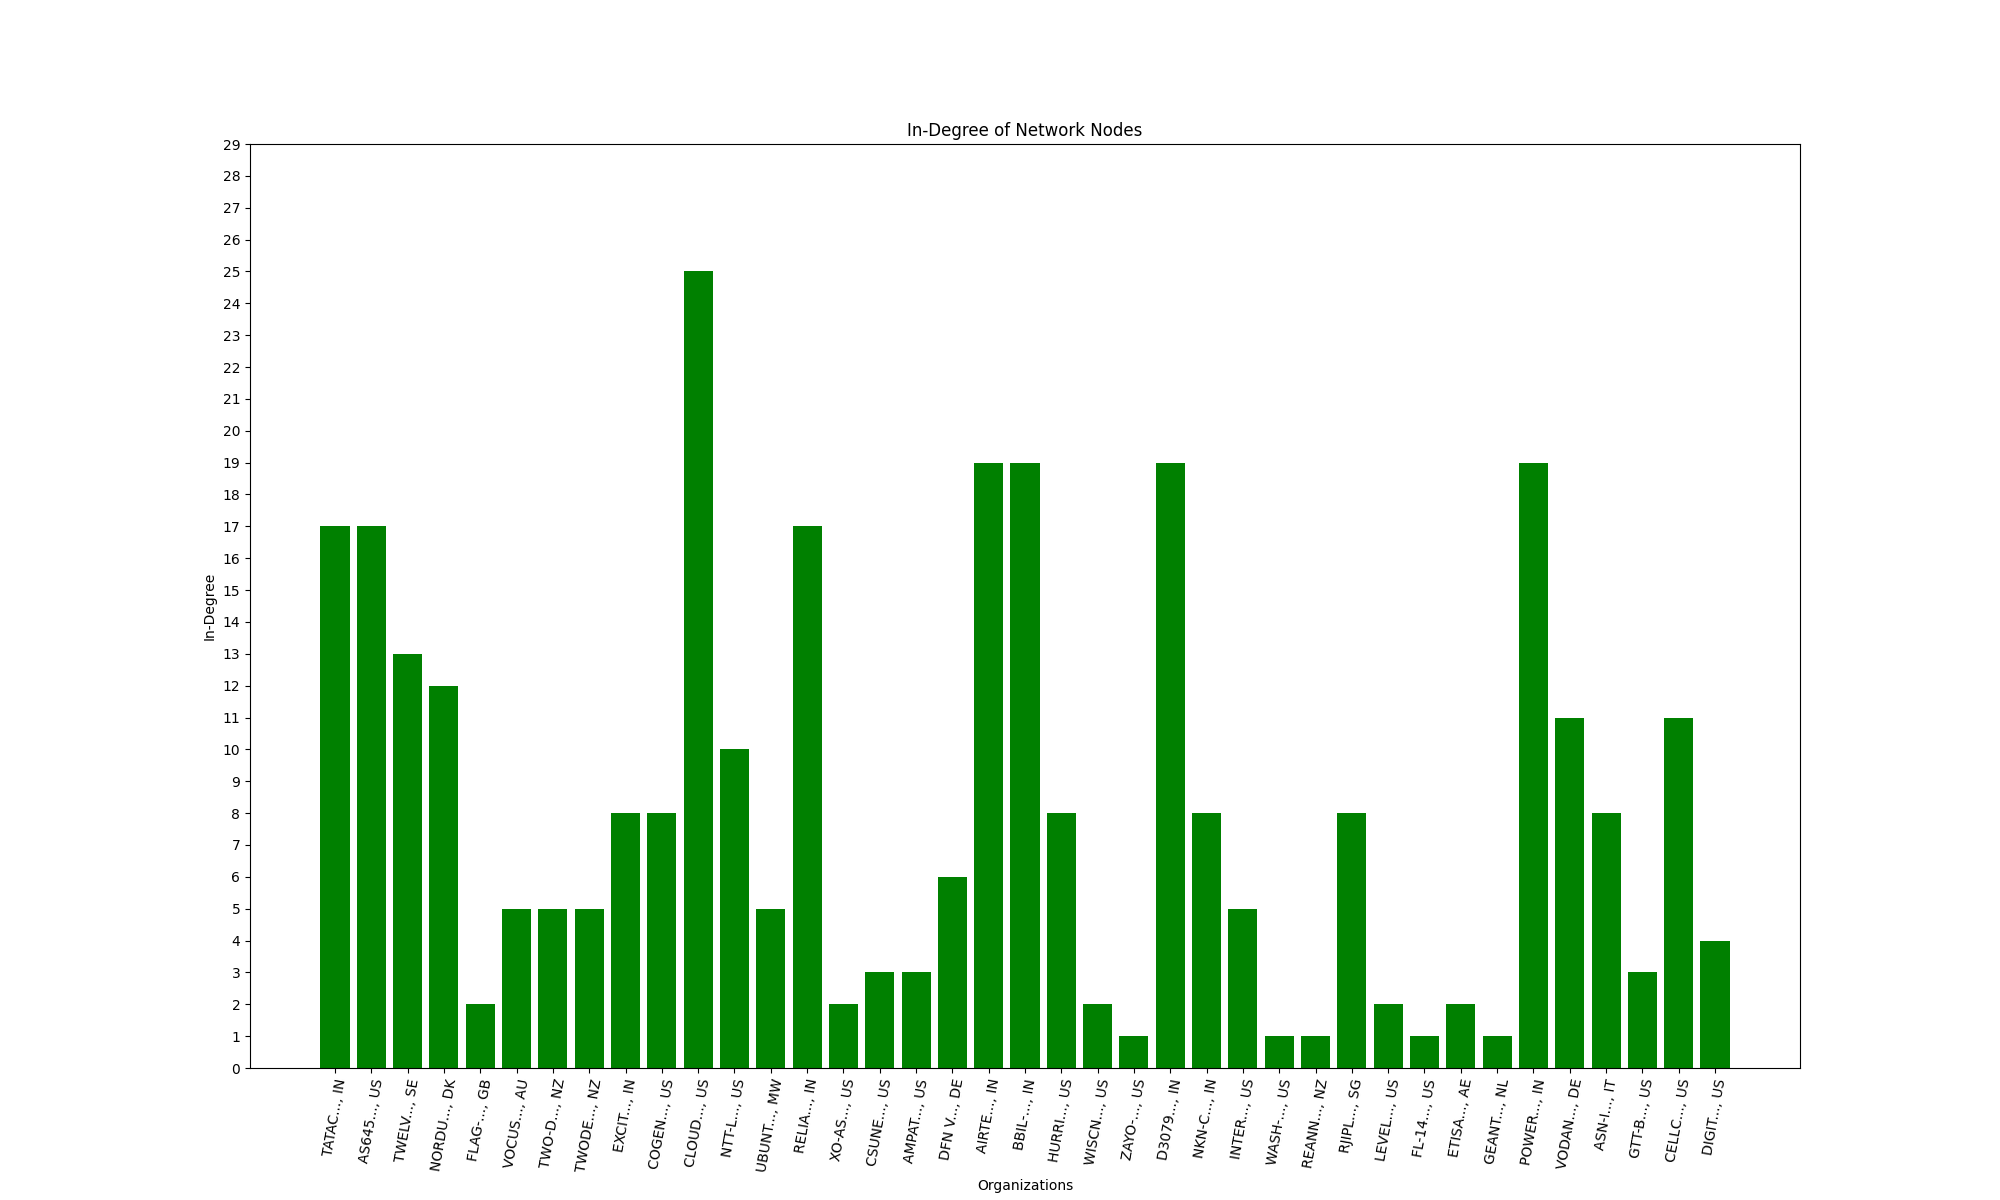 In-Degree of Network Nodes
29
28
27
26
25
24
23
22
21
20
19
18
17
16
15
14
13
12
11
10
9
8
7
6
5
4
3
2
1
0
In-Degree
TATAC..., IN
AS645..., US
TWELV..., SE
NORDU..., DK
FLAG-..., GB
VOCUS..., AU
TWO-D..., NZ
TWODE..., NZ
EXCIT..., IN
COGEN..., US
CLOUD..., US
NTT-L..., US
UBUNT..., MW
RELIA..., IN
XO-AS..., US
CSUNE..., US
AMPAT..., US
DFN V..., DE
AIRTE..., IN
BBIL-..., IN
HURRI..., US
WISCN..., US
ZAYO-..., US
D3079..., IN
NKN-C..., IN
INTER..., US
WASH-..., US
REANN..., NZ
RJIPL..., SG
LEVEL..., US
FL-14..., US
ETISA..., AE
GEANT..., NL
POWER..., IN
VODAN..., DE
ASN-I..., IT
GTT-B..., US
CELLC..., US
DIGIT..., US
Organizations